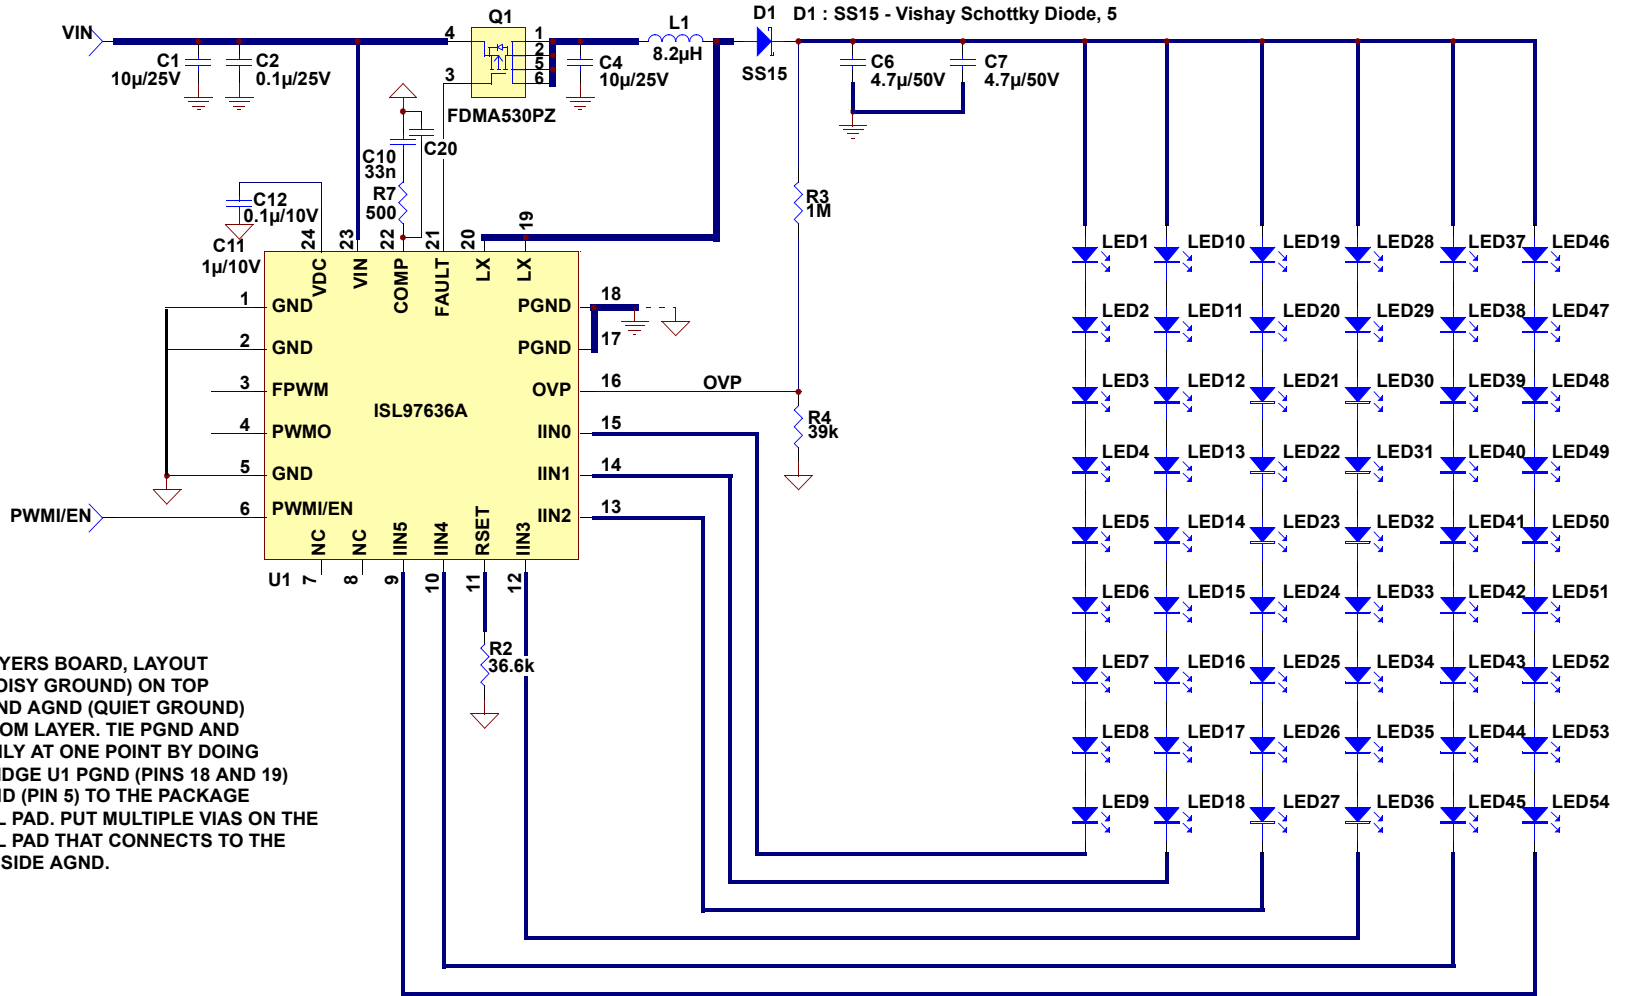 D1 : SS15 - Vishay Schottky Diode, 5
VIN
C1
10µ/25V
C2
0.1µ/25V
Q1
4
3
1
2
5
6
FDMA530PZ
C4
10µ/25V
L1
8.2µH
D1
SS15
C6
4.7µ/50V
C7
4.7µ/50V
C20
C10
33n
R7
500
C12
0.1µ/10V
C11
1µ/10V
R3
1M
24
23
22
21
20
19
VDC
VIN
COMP
FAULT
LX
LX
1
GND
2
GND
3
FPWM
4
PWMO
5
GND
PWMI/EN
6
PWMI/EN
ISL97636A
PGND
18
PGND
17
OVP
16
OVP
IIN0
15
IIN1
14
IIN2
13
R4
39k
NC
NC
IIN5
IIN4
RSET
IIN3
U1
7
8
9
10
11
12
R2
36.6k
LED1
LED10
LED19
LED28
LED37
LED46
LED2
LED11
LED20
LED29
LED38
LED47
LED3
LED12
LED21
LED30
LED39
LED48
LED4
LED13
LED22
LED31
LED40
LED49
LED5
LED14
LED23
LED32
LED41
LED50
LED6
LED15
LED24
LED33
LED42
LED51
LED7
LED16
LED25
LED34
LED43
LED52
LED8
LED17
LED26
LED35
LED44
LED53
LED9
LED18
LED27
LED36
LED45
LED54
YERS BOARD, LAYOUT
OISY GROUND) ON TOP
ND AGND (QUIET GROUND)
OM LAYER. TIE PGND AND
NLY AT ONE POINT BY DOING
IDGE U1 PGND (PINS 18 AND 19)
ND (PIN 5) TO THE PACKAGE
L PAD. PUT MULTIPLE VIAS ON THE
L PAD THAT CONNECTS TO THE
SIDE AGND.